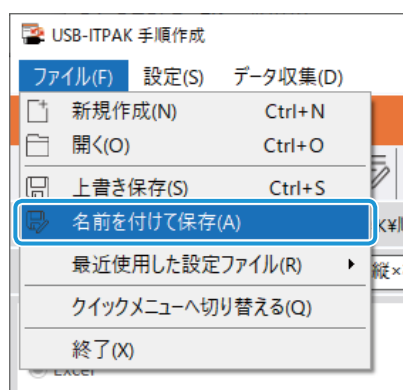 USB-ITPAK 手順作成
ファイル(F) 設定(S) データ収集(D)
新規作成(N) Ctrl+N
開く(O) Ctrl+O
上書き保存(S) Ctrl+S
名前を付けて保存(A)
K¥
最近使用した設定ファイル(R)
縦×
クイックメニューへ切り替える(Q)
終了(X)
Excel